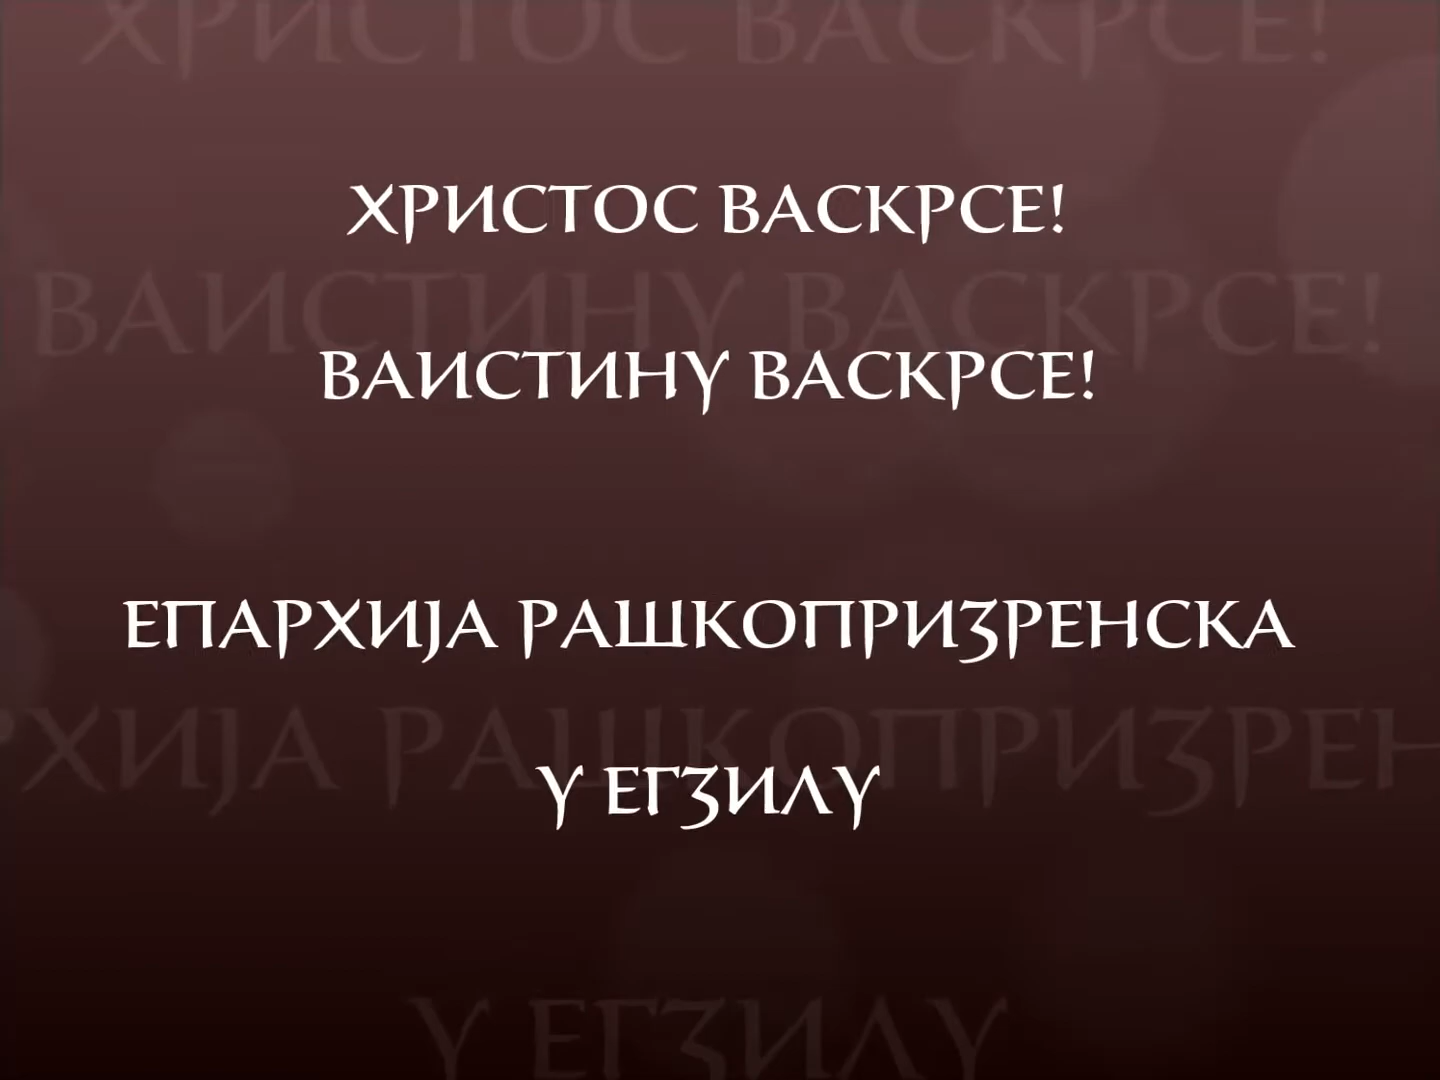 ХРИСТОС ВАСКРСЕ!
ВАИСТИНУ ВАСКРСЕ!
ЕПАРХИЈА РАШКОПРИЗРЕНСКА
У ЕГЗИЛУ